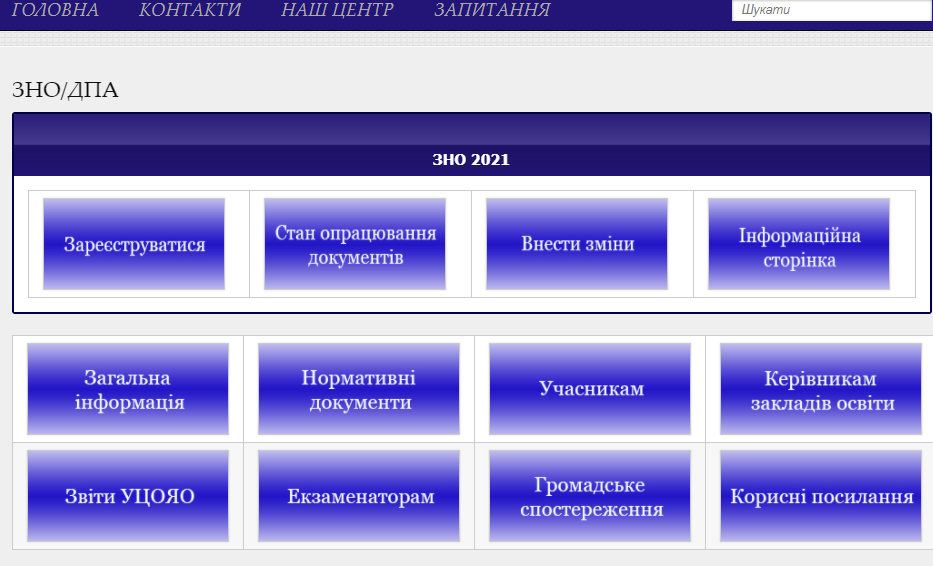 ГОЛОВНА КОНТАКТИ НАШ ЦЕНТР ЗАПИТАННЯ Шукати
ЗНО/ДПА
ЗНО 2021
Зареєструватися
Стан опрацювання
документів
Внести зміни
Інформаційна
сторінка
Загальна
інформація
Нормативні
документи
Учасникам
Керівникам
закладів освіти
Звіти УЦОЯО
Екзаменаторам
Громадське
спостереження
Корисні посилання